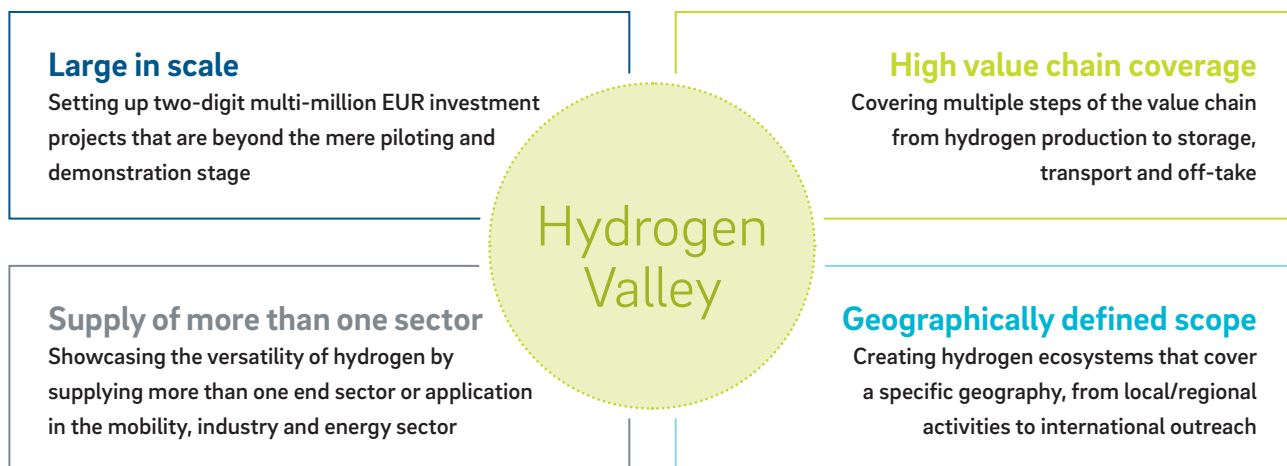 Large in scale
Setting up two-digit multi-million EUR investment
projects that are beyond the mere piloting and
demonstration stage
High value chain coverage
Covering multiple steps of the value chain
from hydrogen production to storage,
transport and off-take
Hydrogen
Valley
Supply of more than one sector
Showcasing the versatility of hydrogen by
supplying more than one end sector or application
in the mobility, industry and energy sector
Geographically defined scope
Creating hydrogen ecosystems that cover
a specific geography, from local/regional
activities to international outreach